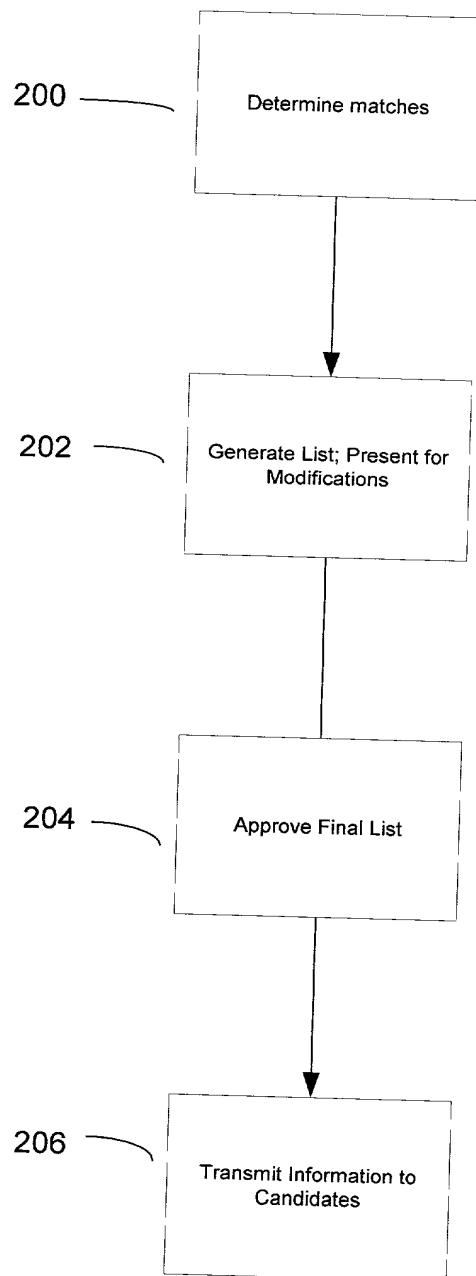 200
Determine matches
202
Generate List; Present for
Modifications
204
Approve Final List
206
Transmit Information to
Candidates